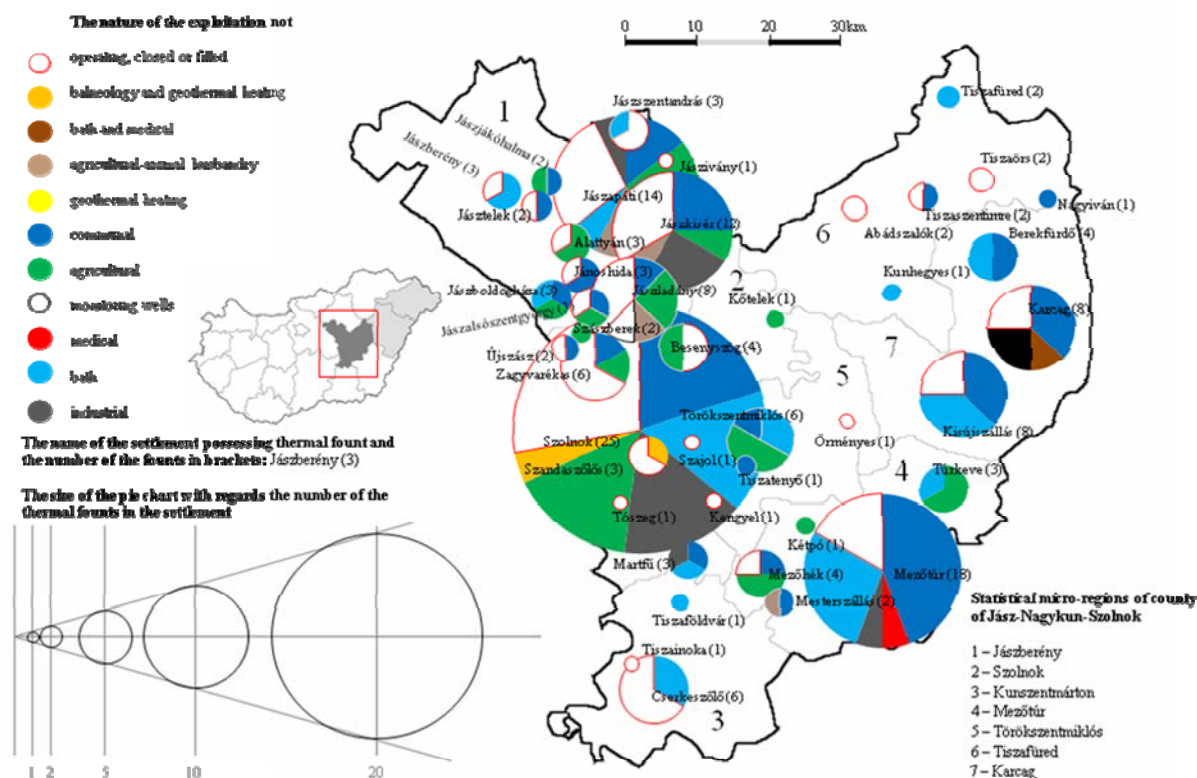 The nature of the exploitation not
operating, closed or filled
balneology and geothermal heating
bath and medical
agricultural-animal husbandry
geothermal heating
communal
agricultural
monitoring wells
medical
bath
industrial
The name of the settlement possessing thermal fount and
the number of the founts in brackets: Jászberény (3)
The size of the pie chart with regards the number of the
thermal founts in the settlement
1 2 5 10 20
0 10 20 30km
1
Jászszentandrás (3)
Jászjákóhalma (2)
Jászberény (3)
Jászivány (1)
Jászapáti (14)
Jásztelek (2)
Jászkisér (12)
Alattyán (3)
Jánoshida (3)
2
Jászboldogháza (3)
Jászladány (8)
Jászalsószentgyörgy (
Szászberek (2)
Kőtelek (1)
Újszász (2)
Besenyszög (4)
Zagyvarékas (6)
Tiszafüred (2)
Tiszaörs (2)
6
Tiszaszentimre (2)
Nagyiván (1)
Abádszalók (2)
Berekfürdő (4)
Kunhegyes (1)
Karcag (8)
7
5
Törökszentmiklós (6)
Szolnok (25)
Szajol (1)
Örményes (1)
Kisújszállás (8)
Szandaszőlős (3)
Tiszatenyő (1)
4
Túrkeve (3)
Tószeg (1)
Kengyel (1)
Kétpó (1)
Martfű (3)
Mezőhék (4)
Mezőtúr (18)
Mesterszállás (2)
Tiszaföldvár (1)
Tiszainoka (1)
Cserkeszőlő (6)
3
Statistical micro-regions of county
of Jász-Nagykun-Szolnok
1 – Jászberény
2 – Szolnok
3 – Kunszentmárton
4 – Mezőtúr
5 – Törökszentmiklós
6 – Tiszafüred
7 – Karcag